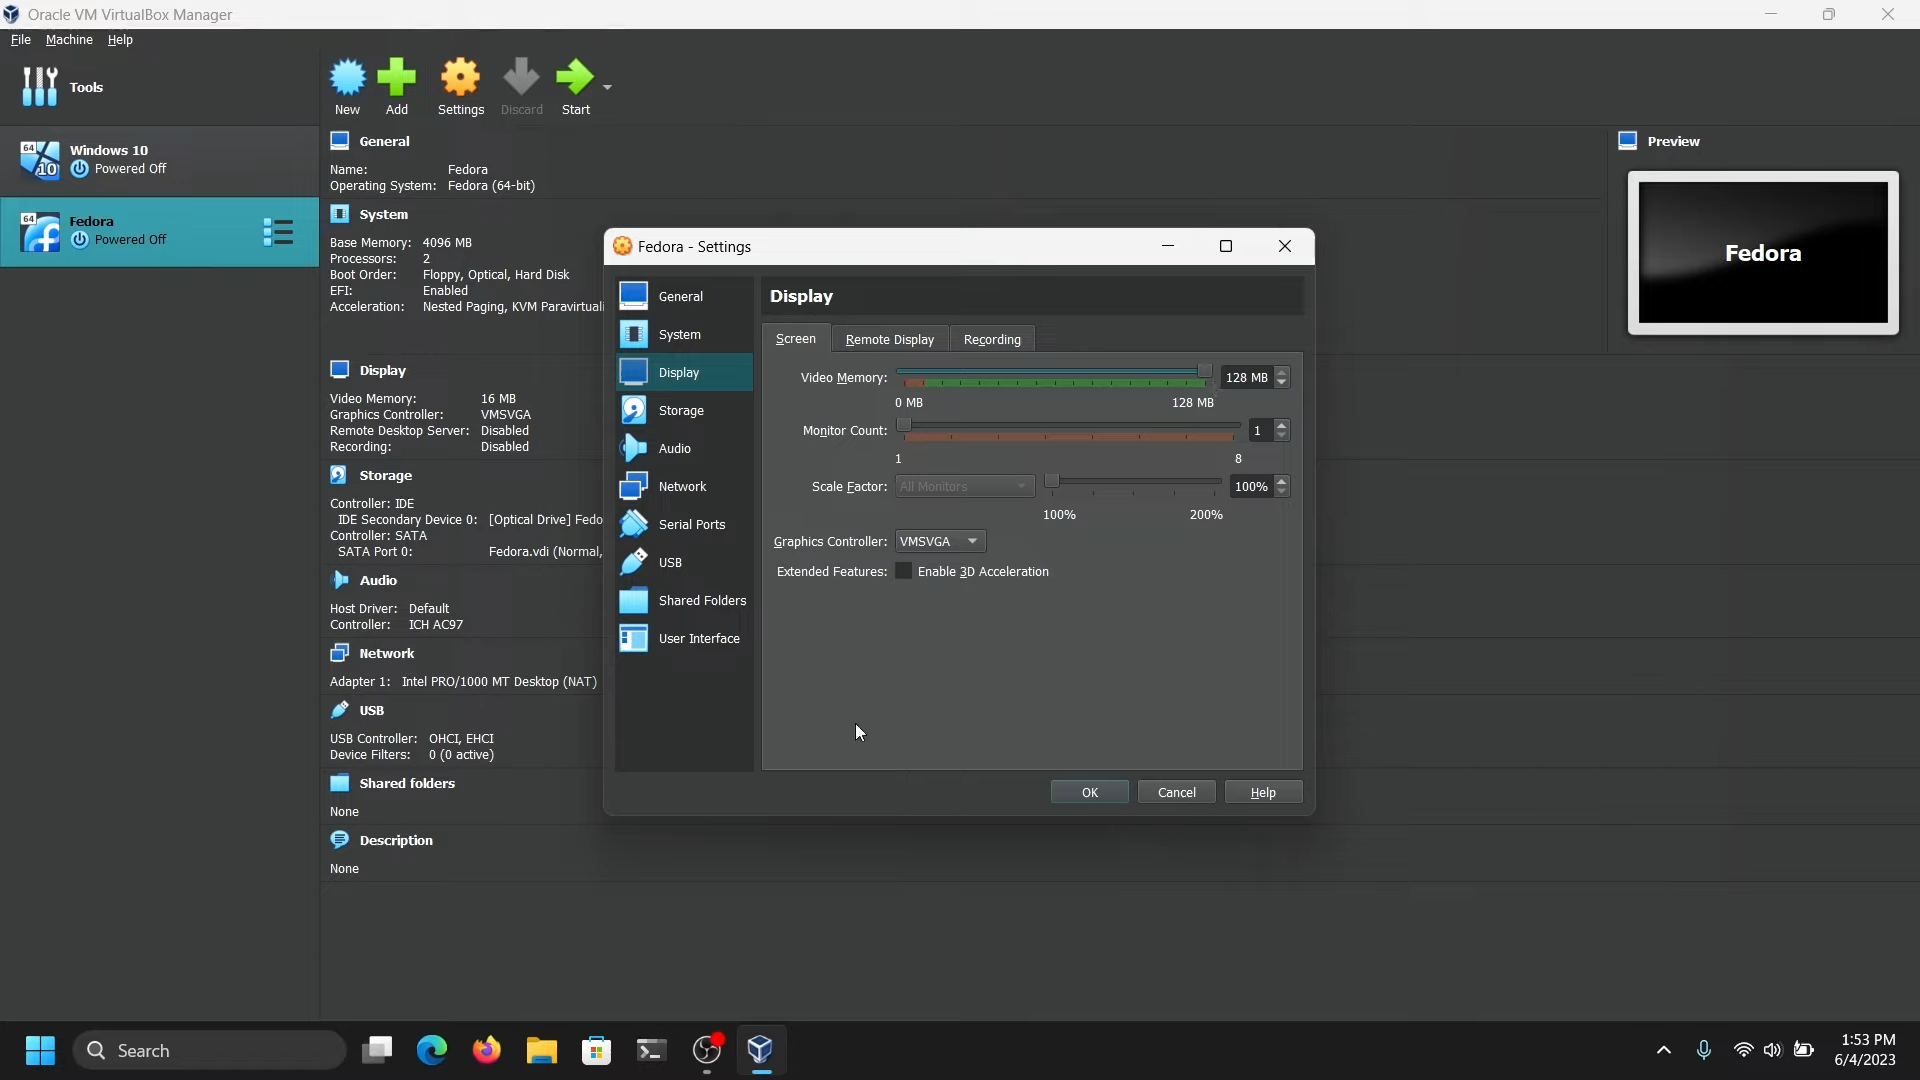 Oracle VM VirtualBox Manager
File Machine Help
Tools
New Add Settings Discard Start
64
10
Windows 10
Powered Off
64
Fedora
Powered Off
General
Name: Fedora
Operating System: Fedora (64-bit)
System
Base Memory: 4096 MB
Processors: 2
Boot Order: Floppy, Optical, Hard Disk
EFI: Enabled
Acceleration: Nested Paging, KVM
Display
Video Memory: 16 MB
Graphics Controller: VMSVGA
Remote Desktop Server: Disabled
Recording: Disabled
Storage
Controller: IDE
IDE Secondary Device 0: [Optical Drive]
Controller: SATA
SATA Port 0: Fedora.vdi (Normal,
Audio
Host Driver: Default
Controller: ICH AC97
Network
Adapter 1: Intel PRO/1000 MT Desktop (NAT)
USB
USB Controller: OHCI, EHCI
Device Filters: 0 (0 active)
Shared folders
None
Description
None
Preview
Fedora
Fedora - Settings
General
System
Display
Storage
Audio
Network
Serial Ports
USB
Shared Folders
User Interface
Display
Screen Remote Display Recording
Video Memory: 128 MB
0 MB 128 MB
Monitor Count: 1
1 8
Scale Factor: All Monitors 100%
100% 200%
Graphics Controller: VMSVGA
Extended Features: Enable 3D Acceleration
OK Cancel Help
Search
1:53 PM
6/4/2023